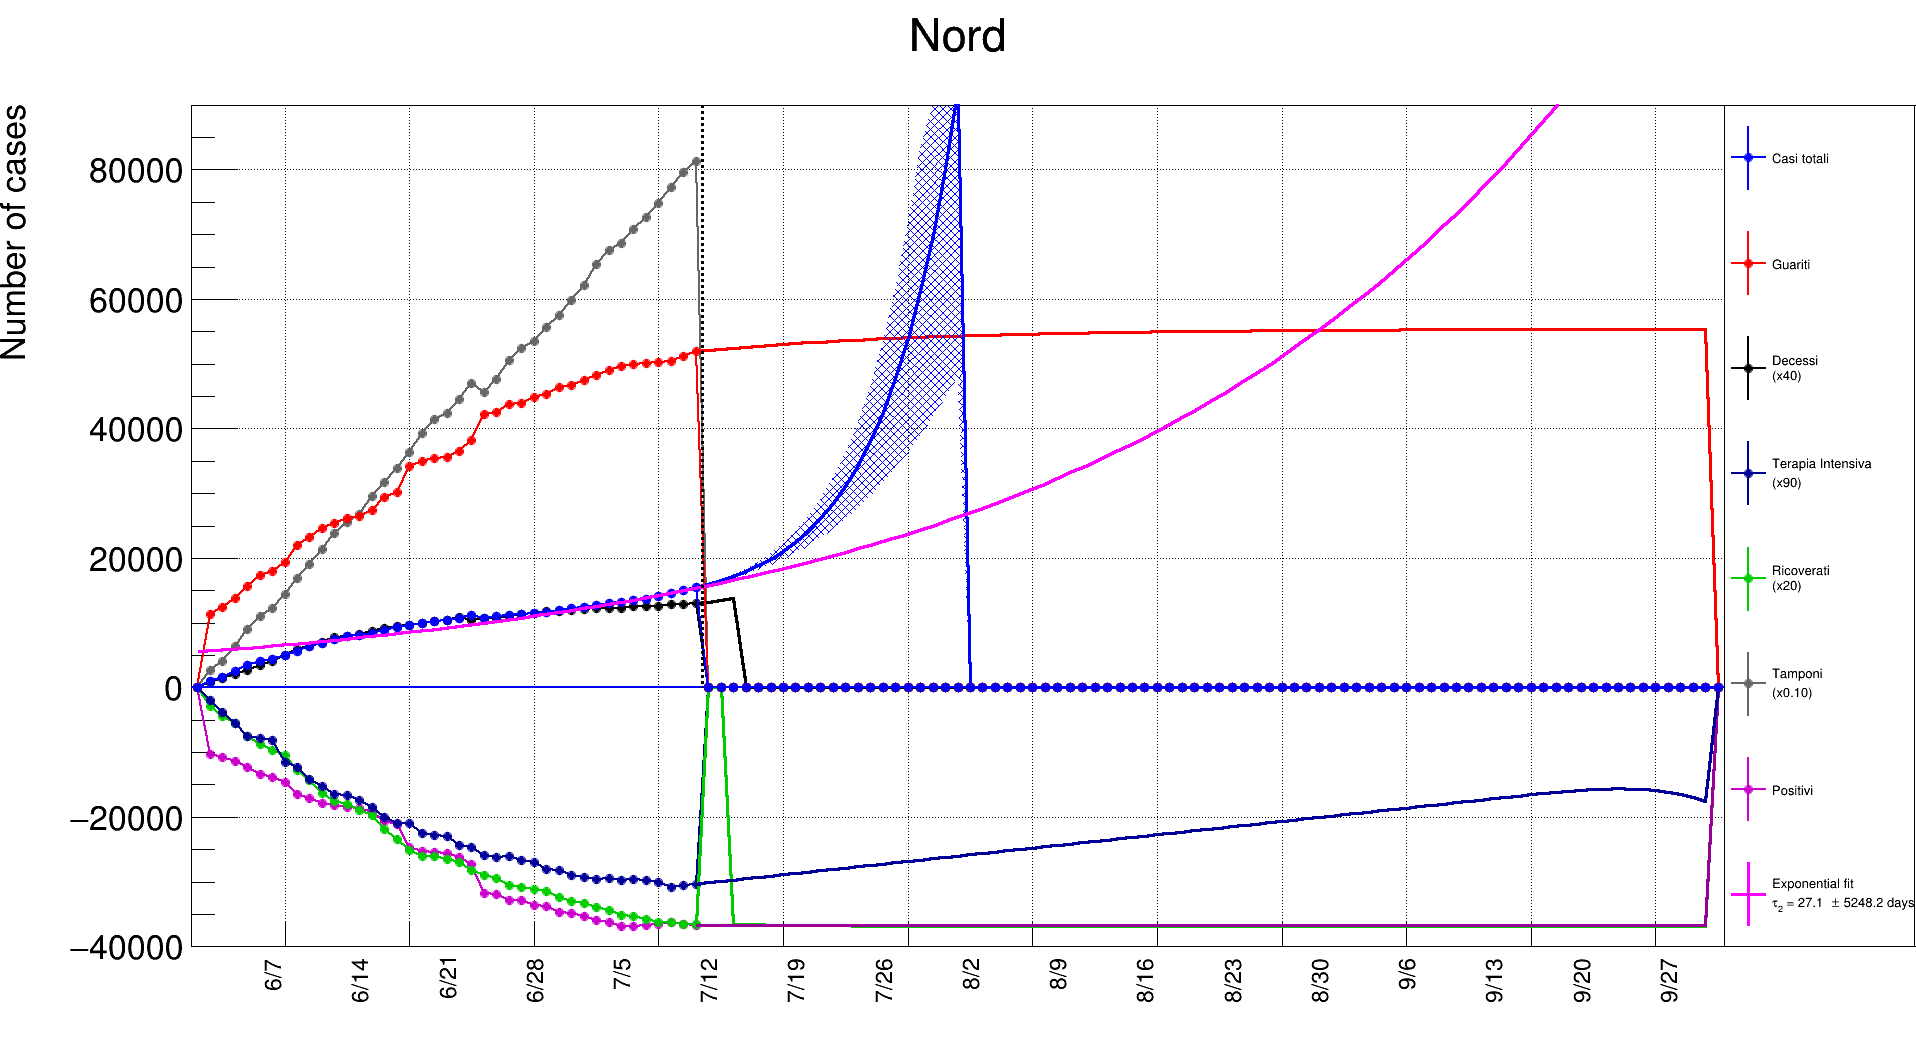 Nord
Number of cases
80000
60000
40000
20000
0
−20000
−40000
6/7
6/14
6/21
6/28
7/5
7/12
7/19
7/26
8/2
8/9
8/16
8/23
8/30
9/6
9/13
9/20
9/27
Casi totali
Guariti
Decessi
(x40)
Terapia Intensiva
(x90)
Ricoverati
(x20)
Tamponi
(x0.10)
Positivi
Exponential fit
τ2 = 27.1 ± 5248.2 days